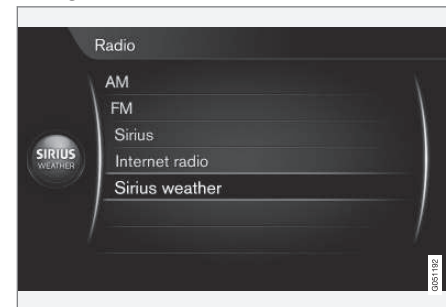 Radio
AM
FM
Sirius
SIRIUS
WEATHER
Internet radio
Sirius weather
G051192